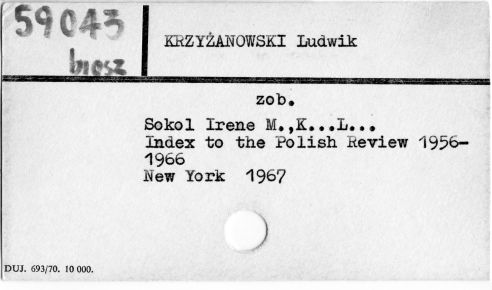 59043
brosz
KRZYŻANOWSKI Ludwik
zob.
Sokol Irene M.,K...L...
Index to the Polish Review 1956-
1966
New York 1967
DUJ. 693/70. 10 000.